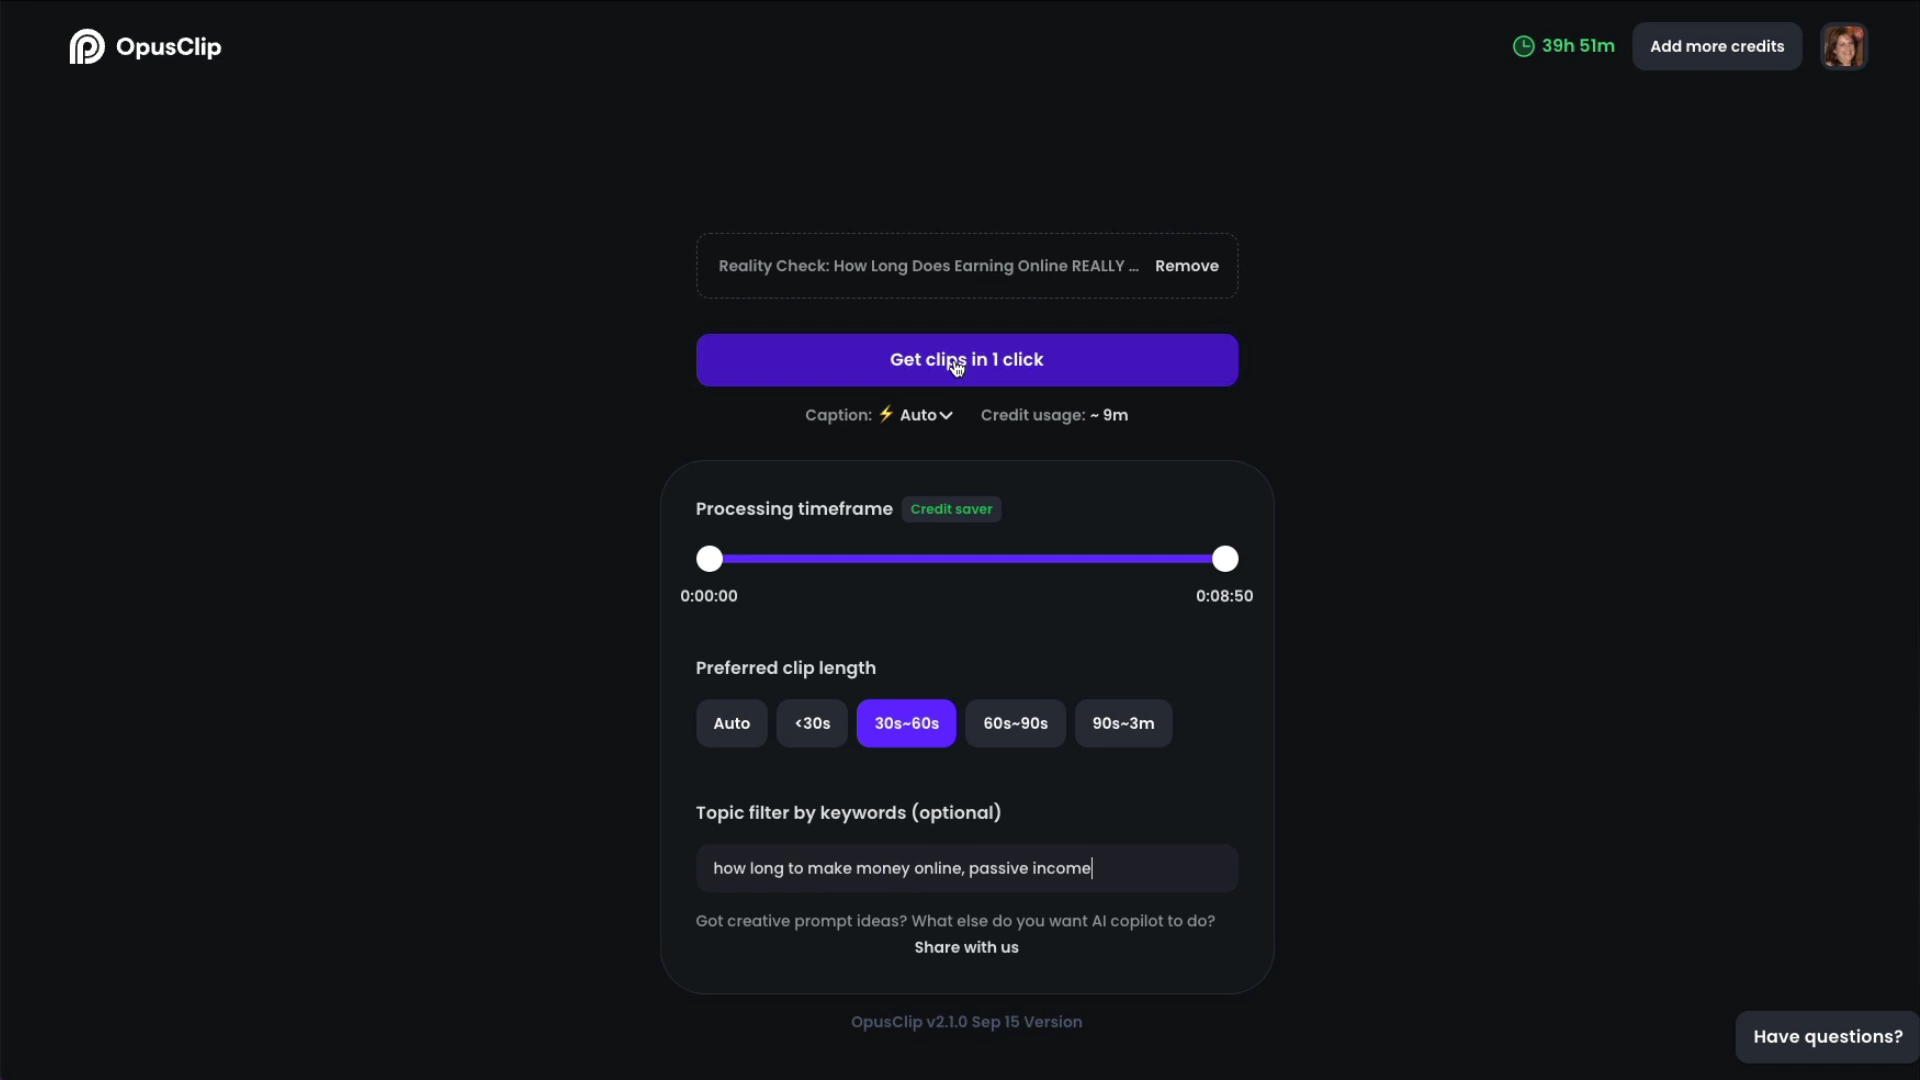 OpusClip
39h 51m
Add more credits
Reality Check: How Long Does Earning Online REALLY ...
Remove
Get clips in 1 click
Caption: ⚡ Auto
Credit usage: ~ 9m
Processing timeframe
Credit saver
0:00:00
0:08:50
Preferred clip length
Auto
<30s
30s~60s
60s~90s
90s~3m
Topic filter by keywords (optional)
how long to make money online, passive income
Got creative prompt ideas? What else do you want AI copilot to do?
Share with us
OpusClip v2.1.0 Sep 15 Version
Have questions?